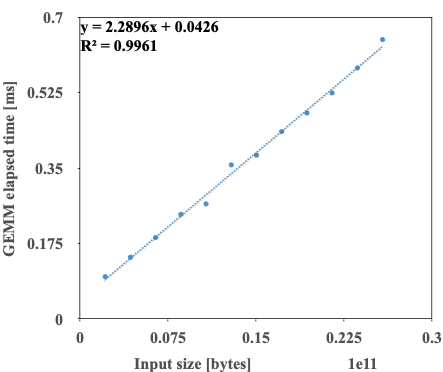 y = 2.2896x + 0.0426
R² = 0.9961
0.7
0.525
0.35
0.175
0
GEMM elapsed time [ms]
0 0.075 0.15 0.225 0.3
Input size [bytes] 1e11